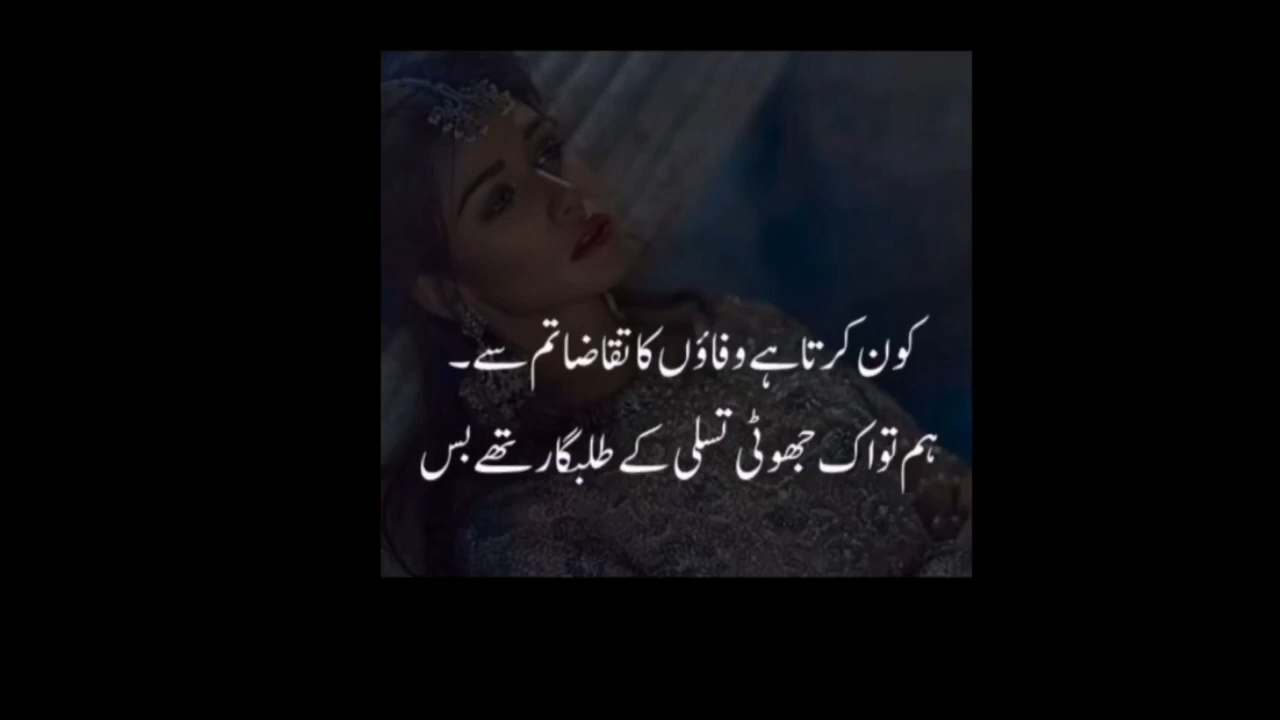 کون کرتا ہے وفاؤں کا تقاضا تم سے۔
ہم تو اک جھوٹی تسلی کے طلبگار تھے بس